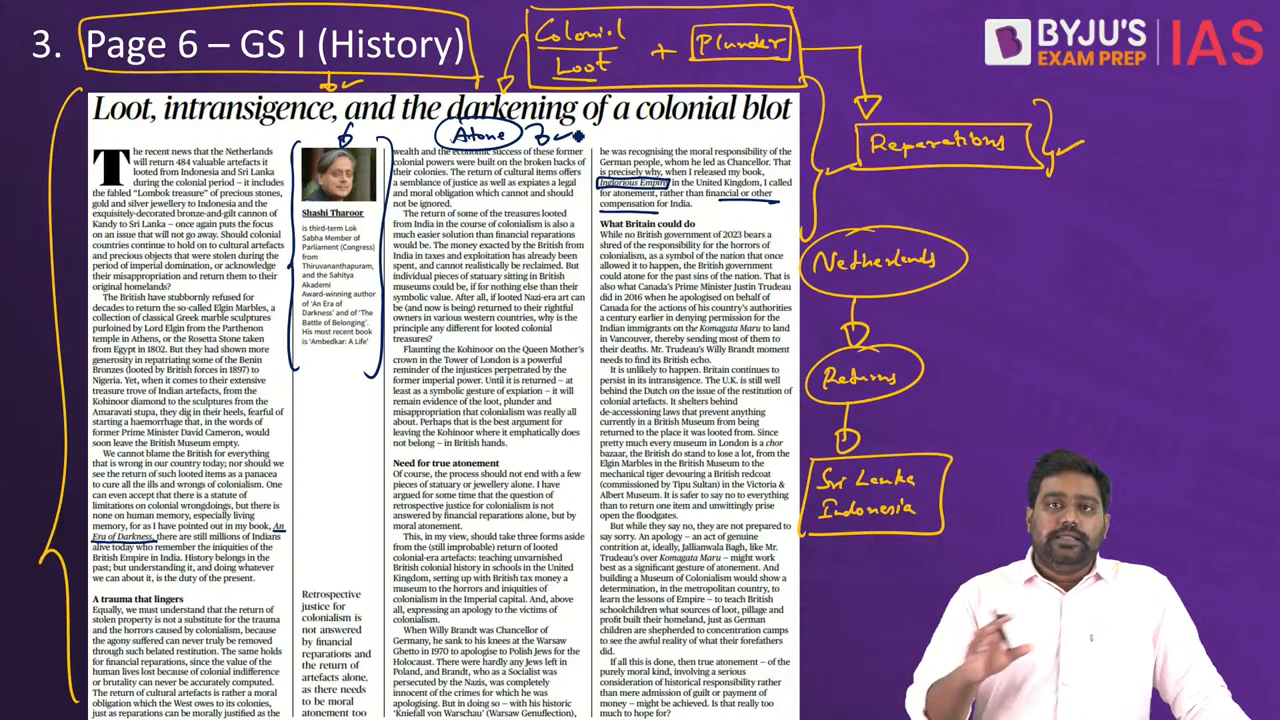 3. Page 6 – GS I (History)
Colonial
Loot
+ Plunder
BYJU'S
EXAM PREP
IAS
Loot, intransigence, and the darkening of a colonial blot
Atone
Reparations
Netherlands
Returns
Sri Lanka
Indonesia
The recent news that the Netherlands
will return 484 valuable artefacts it
looted from Indonesia and Sri Lanka
during the colonial period – it includes
the fabled "Lombok treasure" of precious stones,
gold and silver jewellery to Indonesia and the
exquisitely-decorated bronze-and-gilt cannon of
Kandy to Sri Lanka – once again puts the focus
on an issue that will not go away. Should colonial
countries continue to hold on to cultural artefacts
and precious objects that were stolen during the
period of imperial domination, or acknowledge
their misappropriation and return them to their
original homelands?
The British have stubbornly refused for
decades to return the so-called Elgin Marbles, a
collection of classical Greek marble sculptures
purloined by Lord Elgin from the Parthenon
temple in Athens, or the Rosetta Stone taken
from Egypt in 1802. But they had shown more
generosity in repatriating some of the Benin
Bronzes (looted by British forces in 1897) to
Nigeria. Yet, when it comes to their extensive
treasure trove of Indian artefacts, from the
Kohinoor diamond to the sculptures from the
Amaravati stupa, they dig in their heels, fearful of
starting a haemorrhage that, in the words of
former Prime Minister David Cameron, would
soon leave the British Museum empty.
We cannot blame the British for everything
that is wrong in our country today; nor should we
see the return of such looted items as a panacea
to cure all the ills and wrongs of colonialism. One
can even accept that there is a statute of
limitations on colonial wrongdoings, but there is
none on human memory, especially living
memory, for as I have pointed out in my book, An
Era of Darkness, there are still millions of Indians
alive today who remember the iniquities of the
British Empire in India. History belongs in the
past; but understanding it, and doing whatever
we can about it, is the duty of the present.
A trauma that lingers
Equally, we must understand that the return of
stolen property is not a substitute for the trauma
and the horrors caused by colonialism, because
the agony suffered can never truly be removed
through such belated restitution. The same holds
for financial reparations, since the value of the
human lives lost because of colonial indifference
or brutality can never be accurately computed.
The return of cultural artefacts is rather a moral
obligation which the West owes to its colonies,
just as reparations can be morally justified as the
Shashi Tharoor
is third-term Lok
Sabha Member of
Parliament (Congress)
from
Thiruvananthapuram,
and the Sahitya
Akademi
Award-winning author
of 'An Era of
Darkness' and of 'The
Battle of Belonging'.
His most recent book
is 'Ambedkar: A Life'
Retrospective
justice for
colonialism is
not answered
by financial
reparations and
the return of
artefacts alone,
as there needs
to be moral
atonement too
wealth and the economic success of these former
colonial powers were built on the broken backs of
their colonies. The return of cultural items offers
a semblance of justice as well as expiates a legal
and moral obligation which cannot and should
not be ignored.
The return of some of the treasures looted
from India in the course of colonialism is also a
much easier solution than financial reparations
would be. The money exacted by the British from
India in taxes and exploitation has already been
spent, and cannot realistically be reclaimed. But
individual pieces of statuary sitting in British
museums could be, if for nothing else than their
symbolic value. After all, if looted Nazi-era art can
be (and now is being) returned to their rightful
owners in various western countries, why is the
principle any different for looted colonial
treasures?
Flaunting the Kohinoor on the Queen Mother's
crown in the Tower of London is a powerful
reminder of the injustices perpetrated by the
former imperial power. Until it is returned – at
least as a symbolic gesture of expiation – it will
remain evidence of the loot, plunder and
misappropriation that colonialism was really all
about. Perhaps that is the best argument for
leaving the Kohinoor where it emphatically does
not belong – in British hands.
Need for true atonement
Of course, the process should not end with a few
pieces of statuary or jewellery alone. I have
argued for some time that the question of
retrospective justice for colonialism is not
answered by financial reparations alone, but by
moral atonement.
This, in my view, should take three forms aside
from the (still improbable) return of looted
colonial-era artefacts: teaching unvarnished
British colonial history in schools in the United
Kingdom, setting up with British tax money a
museum to the horrors and iniquities of
colonialism in the Imperial capital. And, above
all, expressing an apology to the victims of
colonialism.
When Willy Brandt was Chancellor of
Germany, he sank to his knees at the Warsaw
Ghetto in 1970 to apologise to Polish Jews for the
Holocaust. There were hardly any Jews left in
Poland, and Brandt, who as a Socialist was
persecuted by the Nazis, was completely
innocent of the crimes for which he was
apologising. But in doing so – with his historic
'Kniefall von Warschau' (Warsaw Genuflection),
he was recognising the moral responsibility of the
German people, whom he led as Chancellor. That
is precisely why, when I released my book,
Inglorious Empire in the United Kingdom, I called
for atonement, rather than financial or other
compensation for India.
What Britain could do
While no British government of 2023 bears a
shred of the responsibility for the horrors of
colonialism, as a symbol of the nation that once
allowed it to happen, the British government
could atone for the past sins of the nation. That is
also what Canada's Prime Minister Justin Trudeau
did in 2016 when he apologised on behalf of
Canada for the actions of his country's authorities
a century earlier in denying permission for the
Indian immigrants on the Komagata Maru to land
in Vancouver, thereby sending most of them to
their deaths. Mr. Trudeau's Willy Brandt moment
needs to find its British echo.
It is unlikely to happen. Britain continues to
persist in its intransigence. The U.K. is still well
behind the Dutch on the issue of the restitution of
colonial artefacts. It shelters behind
de-accessioning laws that prevent anything
currently in a British Museum from being
returned to the place it was looted from. Since
pretty much every museum in London is a chor
bazaar, the British do stand to lose a lot, from the
Elgin Marbles in the British Museum to the
mechanical tiger devouring a British redcoat
(commissioned by Tipu Sultan) in the Victoria &
Albert Museum. It is safer to say no to everything
than to return one item and unwittingly prise
open the floodgates.
But while they say no, they are not prepared to
say sorry. An apology – an act of genuine
contrition at, ideally, Jallianwala Bagh, like Mr.
Trudeau's over Komagata Maru – might work
best as a significant gesture of atonement. And
building a Museum of Colonialism would show a
determination, in the metropolitan country, to
learn the lessons of Empire – to teach British
schoolchildren what sources of loot, pillage and
profit built their homeland, just as German
children are shepherded to concentration camps
to see the awful reality of what their forefathers
did.
If all this is done, then true atonement – of the
purely moral kind, involving a serious
consideration of historical responsibility rather
than mere admission of guilt or payment of
money – might be achieved. Is that really too
much to hope for?